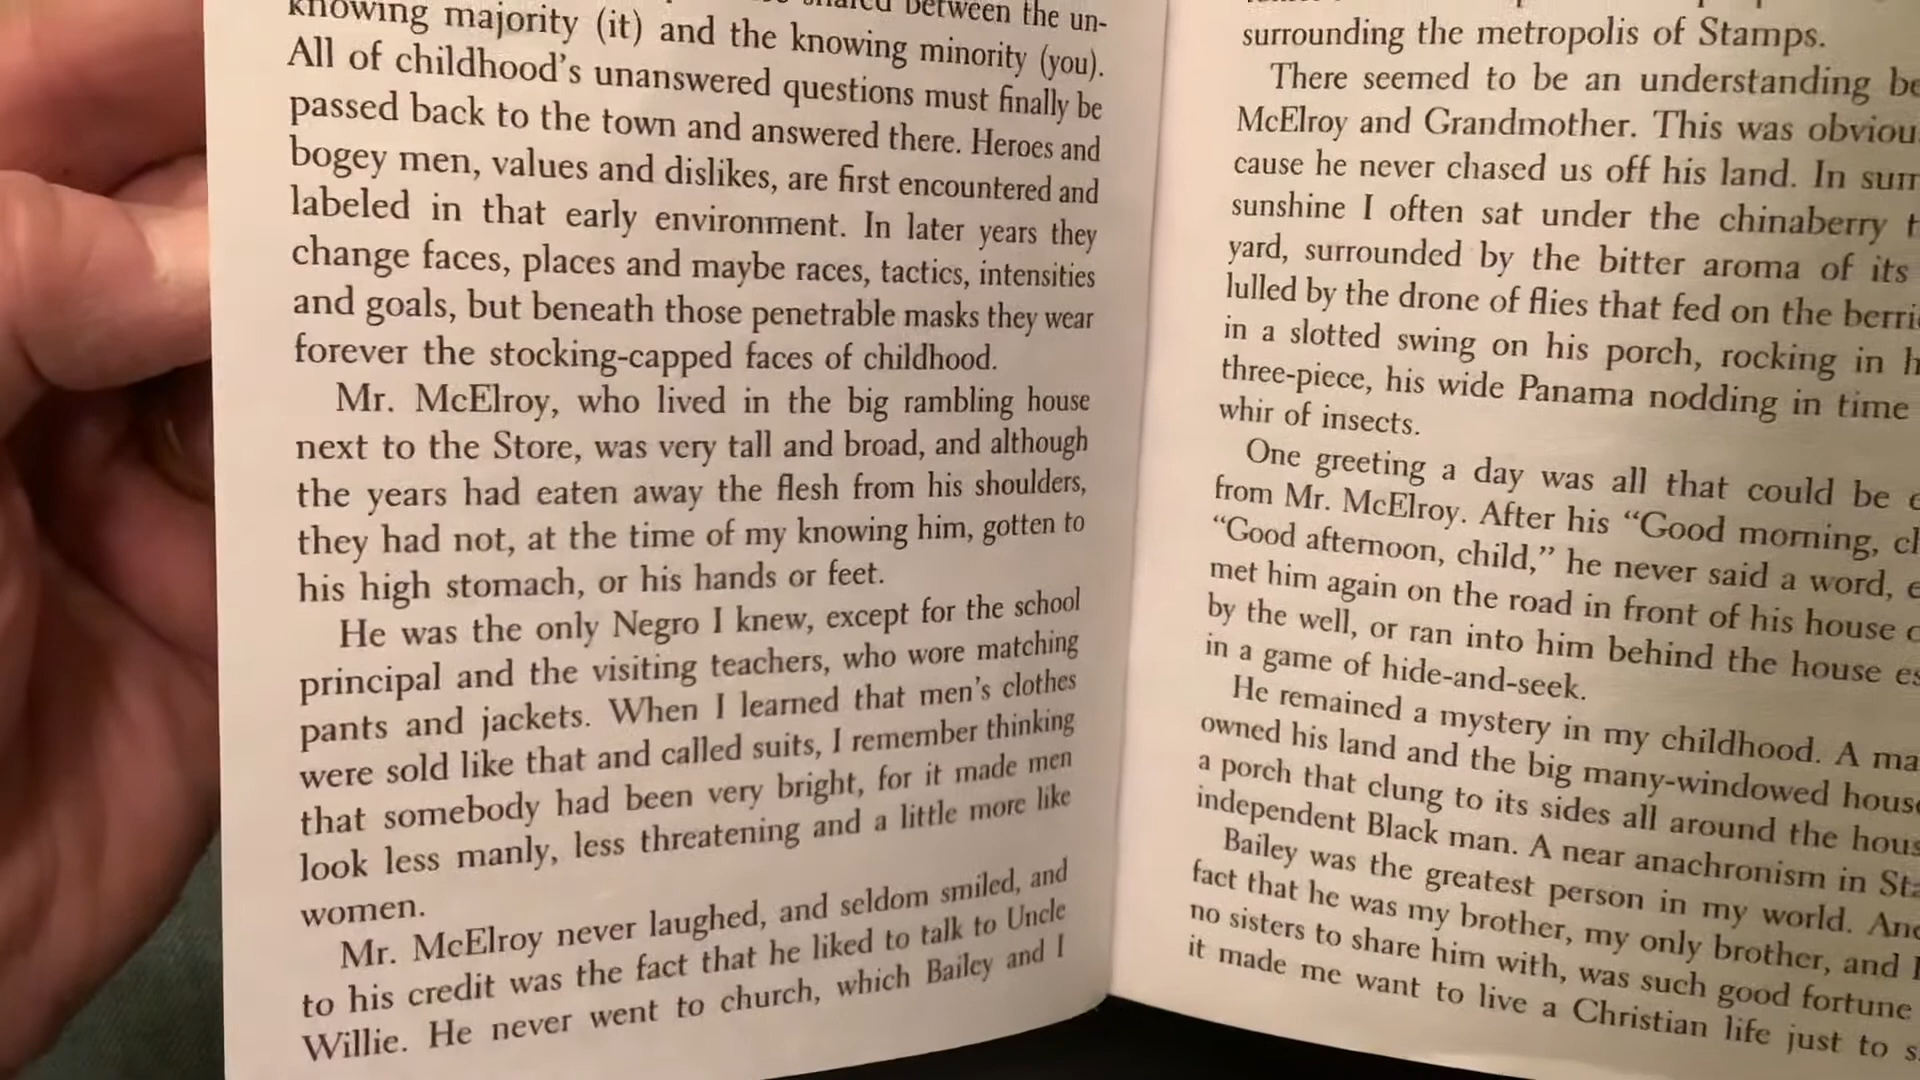 between the un-
knowing majority (it) and the knowing minority (you).
All of childhood's unanswered questions must finally be
passed back to the town and answered there. Heroes and
bogey men, values and dislikes, are first encountered and
labeled in that early environment. In later years they
change faces, places and maybe races, tactics, intensities
and goals, but beneath those penetrable masks they wear
forever the stocking-capped faces of childhood.
Mr. McElroy, who lived in the big rambling house
next to the Store, was very tall and broad, and although
the years had eaten away the flesh from his shoulders,
they had not, at the time of my knowing him, gotten to
his high stomach, or his hands or feet.
He was the only Negro I knew, except for the school
principal and the visiting teachers, who wore matching
pants and jackets. When I learned that men's clothes
were sold like that and called suits, I remember thinking
that somebody had been very bright, for it made men
look less manly, less threatening and a little more like
women.
Mr. McElroy never laughed, and seldom smiled, and
to his credit was the fact that he liked to talk to Uncle
Willie. He never went to church, which Bailey and I
surrounding the metropolis of Stamps.
There seemed to be an understanding
McElroy and Grandmother. This was
cause he never chased us off his land. In
sunshine I often sat under the chinaberry
yard, surrounded by the bitter aroma of its
lulled by the drone of flies that fed on the
in a slotted swing on his porch, rocking in
three-piece, his wide Panama nodding in time
whir of insects.
One greeting a day was all that could be
from Mr. McElroy. After his "Good morning,
"Good afternoon, child," he never said a word,
met him again on the road in front of his house
by the well, or ran into him behind the house
in a game of hide-and-seek.
He remained a mystery in my childhood. A
owned his land and the big many-windowed
a porch that clung to its sides all around the
independent Black man. A near anachronism in
Bailey was the greatest person in my world.
fact that he was my brother, my only brother, and I
no sisters to share him with, was such good fortune
it made me want to live a Christian life just to